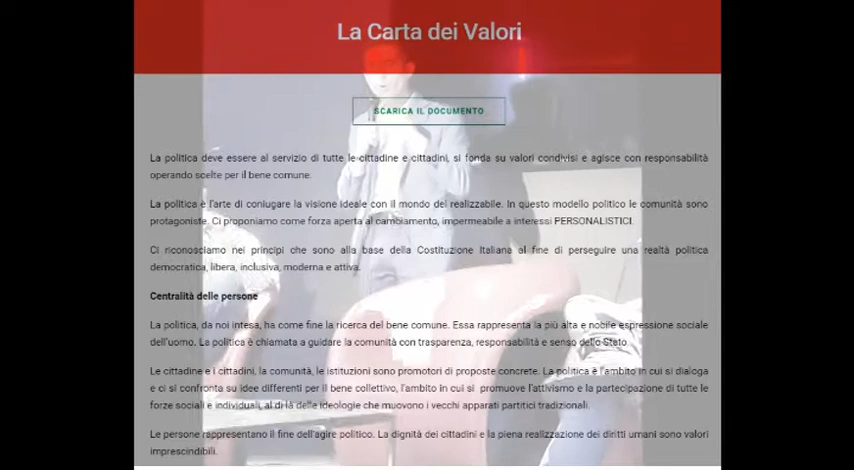 La Carta dei Valori
SCARICA IL DOCUMENTO
La politica deve essere al servizio di tutte le cittadine e cittadini, si fonda su valori condivisi e agisce con responsabilità
operando scelte per il bene comune.
La politica è l'arte di coniugare la visione ideale con il mondo del realizzabile. In questo modello politico le comunità sono
protagoniste. Ci proponiamo come forza aperta al cambiamento, impermeabile a interessi PERSONALISTICI.
Ci riconosciamo nei principi che sono alla base della Costituzione Italiana al fine di perseguire una realtà politica
democratica, libera, inclusiva, moderna e attiva.
Centralità delle persone
La politica, da noi intesa, ha come fine la ricerca del bene comune. Essa rappresenta la più alta e nobile espressione sociale
dell'uomo. La politica è chiamata a guidare la comunità con trasparenza, responsabilità e senso dello Stato.
Le cittadine e i cittadini, la comunità, le istituzioni sono promotori di proposte concrete. La politica è l'ambito in cui si dialoga
e ci si confronta su idee differenti per il bene collettivo, l'ambito in cui si promuove l'attivismo e la partecipazione di tutte le
forze sociali e individuali, al di là delle ideologie che muovono i vecchi apparati partitici tradizionali.
Le persone rappresentano il fine dell'agire politico. La dignità dei cittadini e la piena realizzazione dei diritti umani sono valori
imprescindibili.